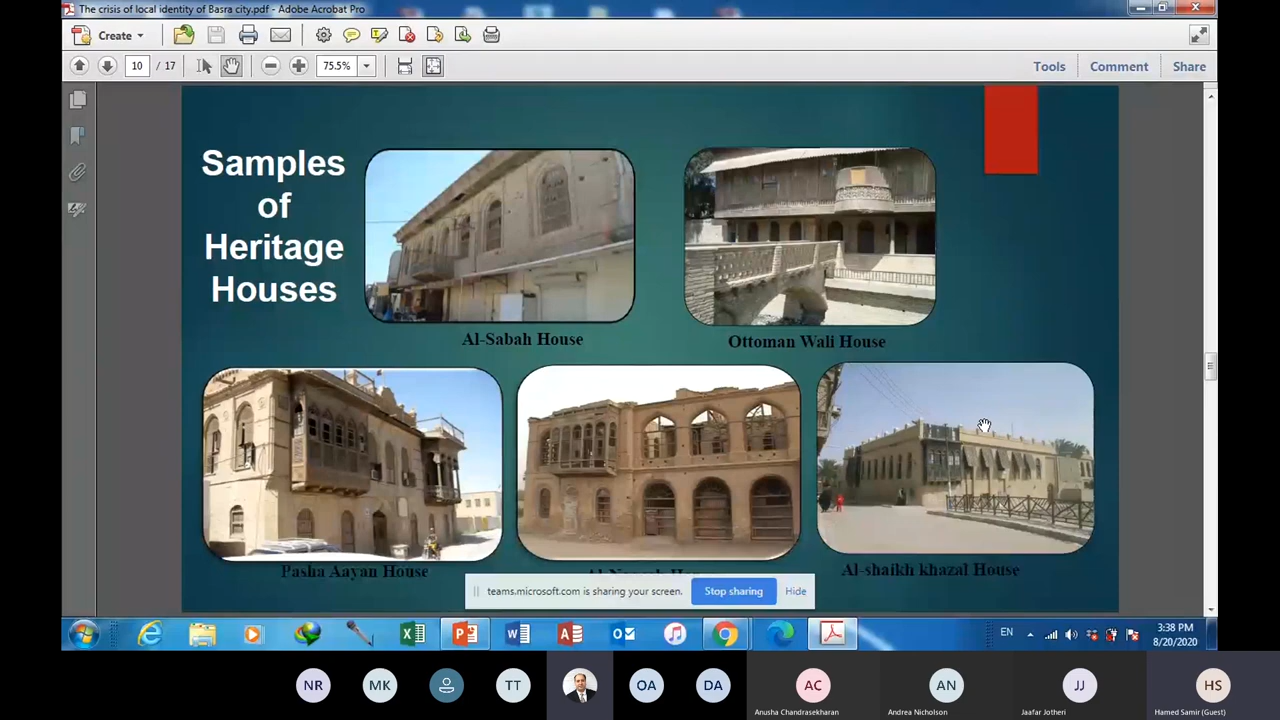 The crisis of local identity of Basra city.pdf - Adobe Acrobat Pro
Create
10 / 17
75.5%
Tools
Comment
Share
Samples
of
Heritage
Houses
Al-Sabah House
Ottoman Wali House
Pasha Aayan House
Al-shaikh khazal House
teams.microsoft.com is sharing your screen.
Stop sharing
Hide
EN
3:38 PM
8/20/2020
NR
MK
TT
OA
DA
AC
Anusha Chandrasekharan
AN
Andrea Nicholson
JJ
Jaafar Jotheri
HS
Hamed Samir (Guest)